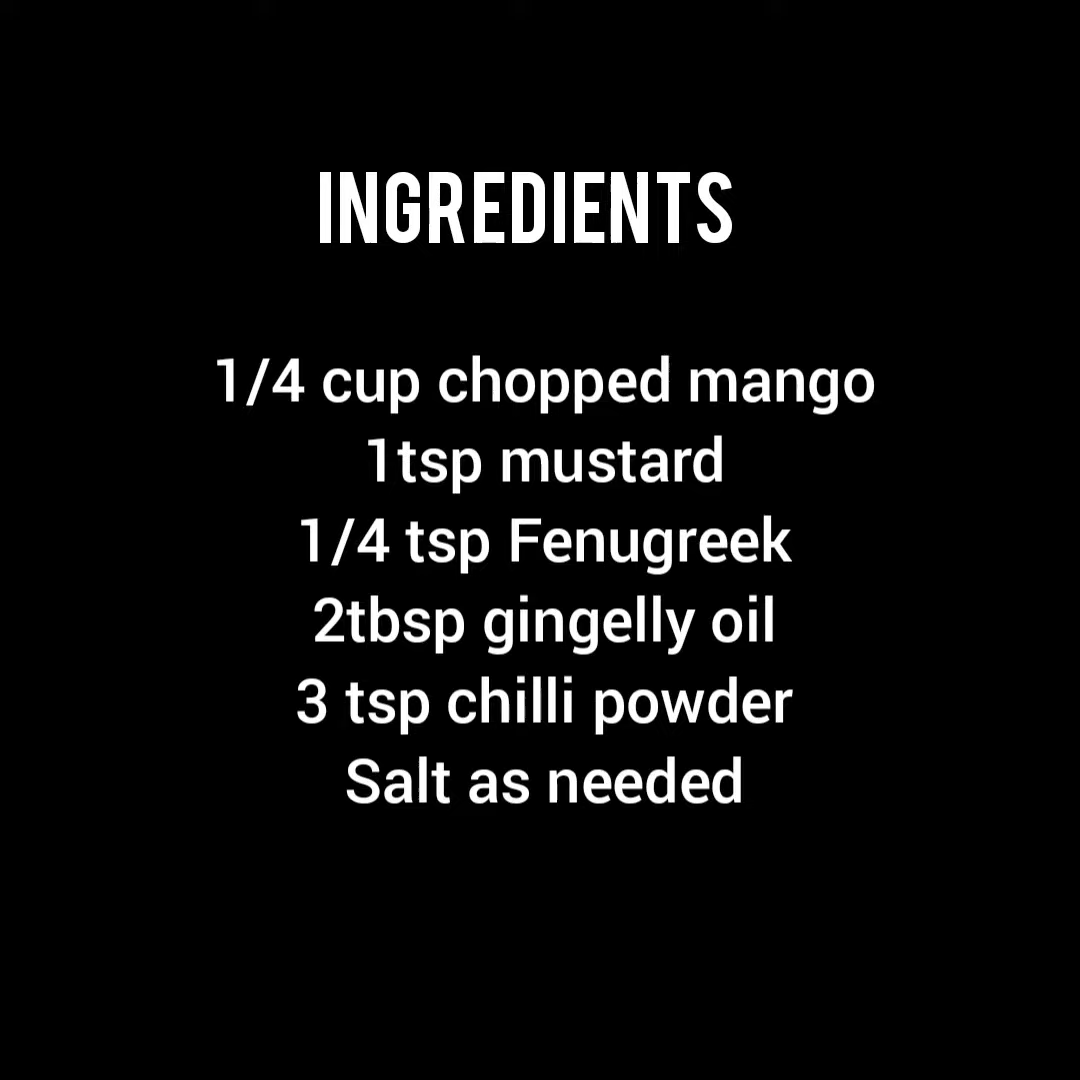 INGREDIENTS
1/4 cup chopped mango
1tsp mustard
1/4 tsp Fenugreek
2tbsp gingelly oil
3 tsp chilli powder
Salt as needed